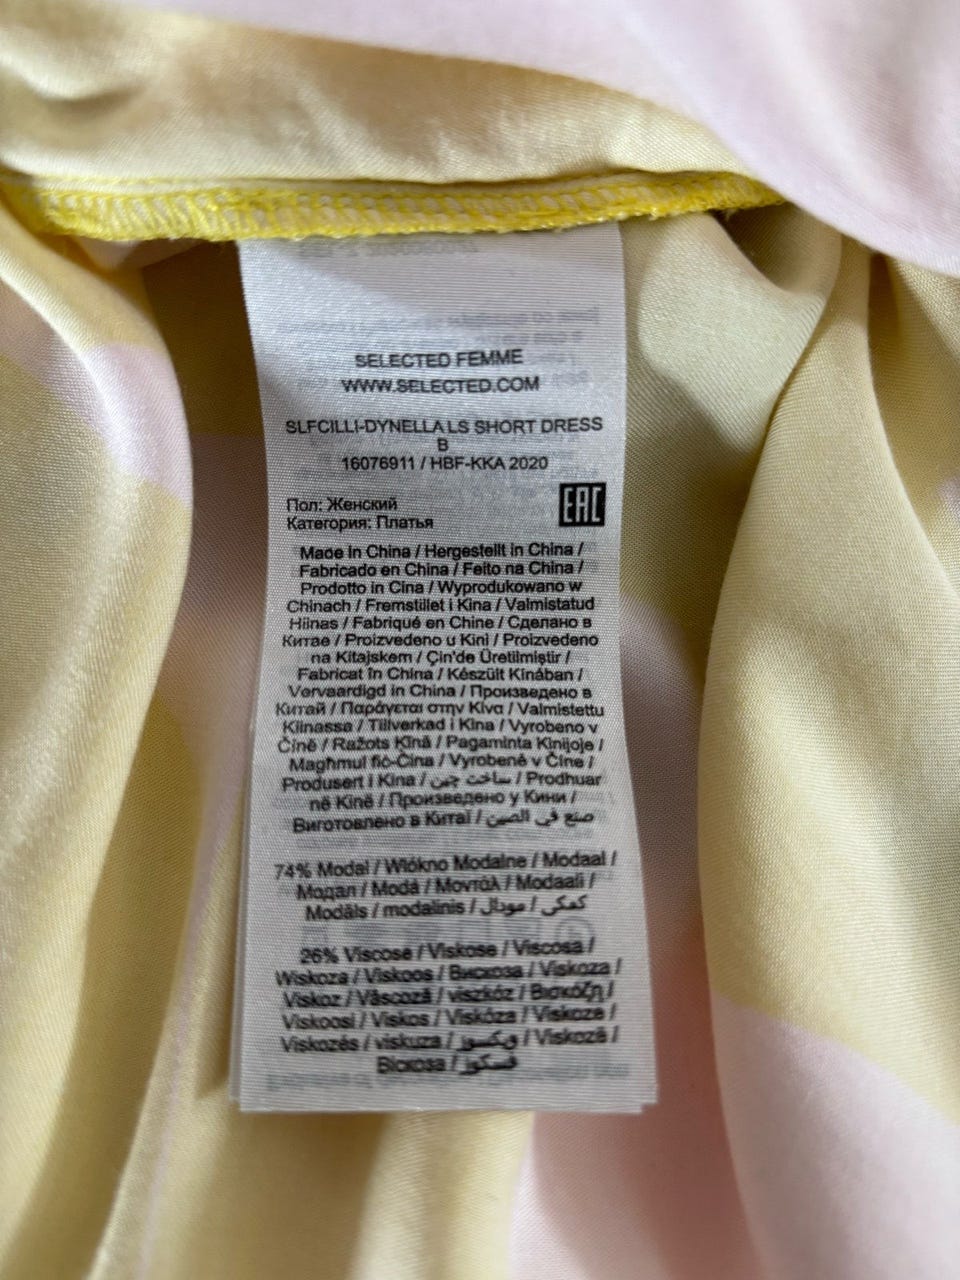 SELECTED FEMME
WWW.SELECTED.COM
SLFCILLI-DYNELLA LS SHORT DRESS
B
16076911 / HBF-KKA 2020
Пол: Женский
Категория: Платья
EAC
Made in China / Hergestellt in China /
Fabricado en China / Feito na China /
Prodotto in Cina / Wyprodukowano w
Chinach / Fremstillet i Kina / Valmistatud
Hiinas / Fabriqué en Chine / Сделано в
Китае / Proizvedeno u Kini / Proizvedeno
na Kitajskem / Çin'de Üretilmiştir /
Fabricat în China / Készült Kínában /
Vervaardigd in China / Произведено в
Китай / Παράγεται στην Κίνα / Valmistettu
Kiinassa / Tillverkad i Kina / Vyrobeno v
Číně / Ražots Ķīnā / Pagaminta Kinijoje /
Magħmul fiċ-Ċina / Vyrobené v Číne /
Produsert i Kina / ساخت چین / Prodhuar
në Kinë / Произведено у Кини /
Виготовлено в Китаї / صنع في الصين
74% Modal / Włókno Modalne / Modaal /
Модал / Modă / Μοντάλ / Modaali /
Modāls / modalinis / مودال / کمکی
26% Viscose / Viskose / Viscosa /
Wiskoza / Viskoos / Вискоза / Viskoza /
Viskoz / Vâscoză / viszkóz / Βισκόζη /
Viskoosi / Viskos / Viskóza / Viskoze /
Viskozės / viskuża / ویکسوز / Viskozë /
Віскоза / فسكوز